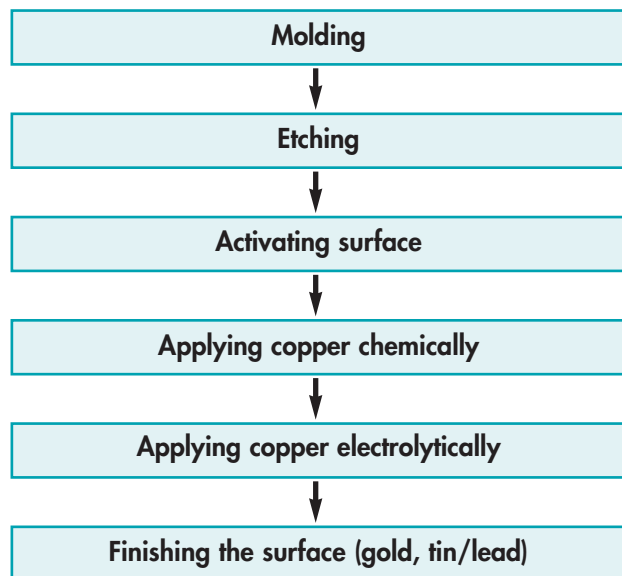 Molding
Etching
Activating surface
Applying copper chemically
Applying copper electrolytically
Finishing the surface (gold, tin/lead)